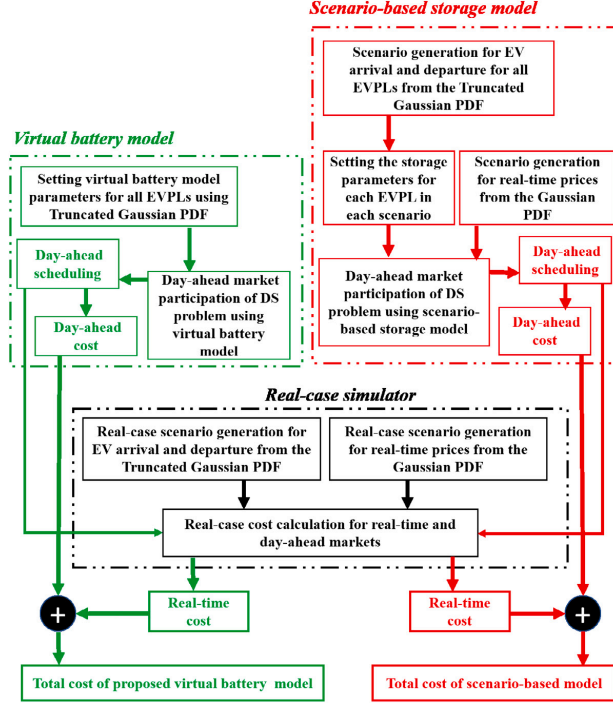 Scenario-based storage model
Scenario generation for EV
arrival and departure for all
EVPLs from the Truncated
Gaussian PDF
Virtual battery model
Setting virtual battery model
parameters for all EVPLs using
Truncated Gaussian PDF
Setting the storage
parameters for
each EVPL in
each scenario
Scenario generation
for real-time prices
from the Gaussian
PDF
Day-ahead
scheduling
Day-ahead market
participation of DS
problem using
virtual battery
model
Day-ahead
cost
Day-ahead market
participation of DS
problem using scenario-
based storage model
Day-ahead
scheduling
Day-ahead
cost
Real-case simulator
Real-case scenario generation for
EV arrival and departure from the
Truncated Gaussian PDF
Real-case scenario generation
for real-time prices from the
Gaussian PDF
Real-case cost calculation for real-time and
day-ahead markets
+
Real-time
cost
Real-time
cost
+
Total cost of proposed virtual battery model
Total cost of scenario-based model